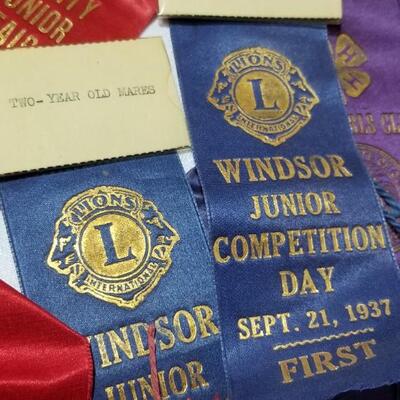 TWO-YEAR OLD MARES
LIONS
L
INTERNATIONAL
WINDSOR
JUNIOR
LIONS
L
INTERNATIONAL
WINDSOR
JUNIOR
COMPETITION
DAY
SEPT. 21, 1937
FIRST
JUNIOR